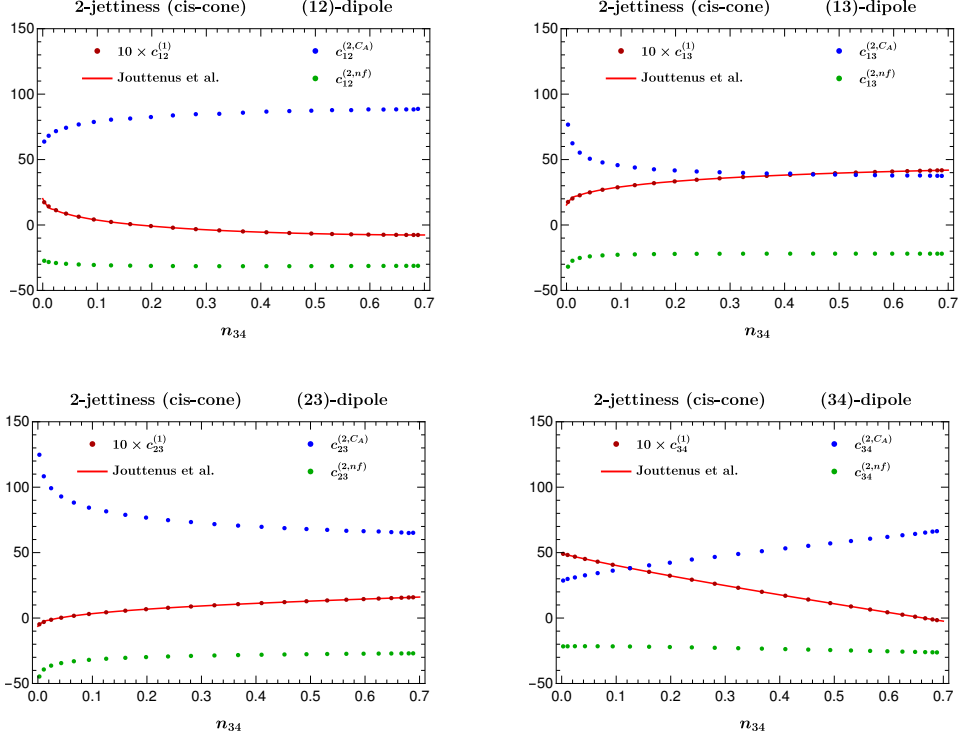 2-jettiness (cis-cone) (12)-dipole
150
100
50
0
−50
10 × c_{12}^{(1)}
Jouttenus et al.
c_{12}^{(2,C_A)}
c_{12}^{(2,nf)}
0.0 0.1 0.2 0.3 0.4 0.5 0.6 0.7
n_{34}
2-jettiness (cis-cone) (13)-dipole
150
100
50
0
−50
10 × c_{13}^{(1)}
Jouttenus et al.
c_{13}^{(2,C_A)}
c_{13}^{(2,nf)}
0.0 0.1 0.2 0.3 0.4 0.5 0.6 0.7
n_{34}
2-jettiness (cis-cone) (23)-dipole
150
100
50
0
−50
10 × c_{23}^{(1)}
Jouttenus et al.
c_{23}^{(2,C_A)}
c_{23}^{(2,nf)}
0.0 0.1 0.2 0.3 0.4 0.5 0.6 0.7
n_{34}
2-jettiness (cis-cone) (34)-dipole
150
100
50
0
−50
10 × c_{34}^{(1)}
Jouttenus et al.
c_{34}^{(2,C_A)}
c_{34}^{(2,nf)}
0.0 0.1 0.2 0.3 0.4 0.5 0.6 0.7
n_{34}